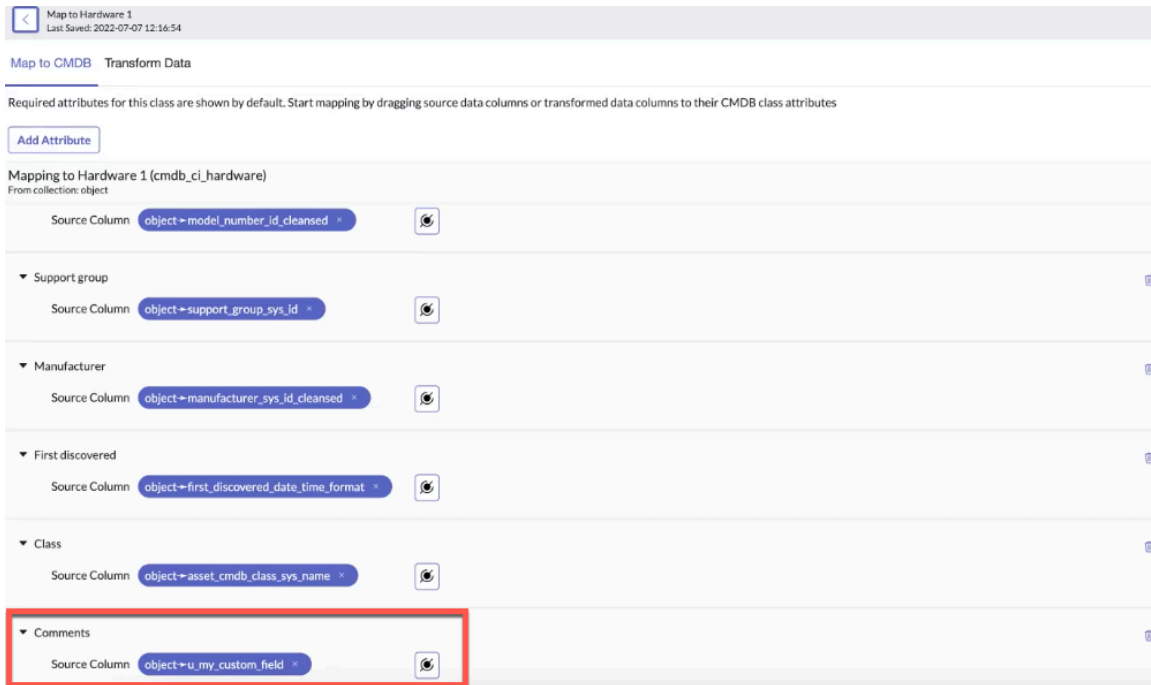 Map to Hardware 1
Last Saved: 2022-07-07 12:16:54
Map to CMDB Transform Data
Required attributes for this class are shown by default. Start mapping by dragging source data columns or transformed data columns to their CMDB class attributes
Add Attribute
Mapping to Hardware 1 (cmdb_ci_hardware)
From collection: object
Source Column object➛model_number_id_cleansed ×
Support group
Source Column object➛support_group_sys_id ×
Manufacturer
Source Column object➛manufacturer_sys_id_cleansed ×
First discovered
Source Column object➛first_discovered_date_time_format ×
Class
Source Column object➛asset_cmdb_class_sys_name ×
Comments
Source Column object➛u_my_custom_field ×